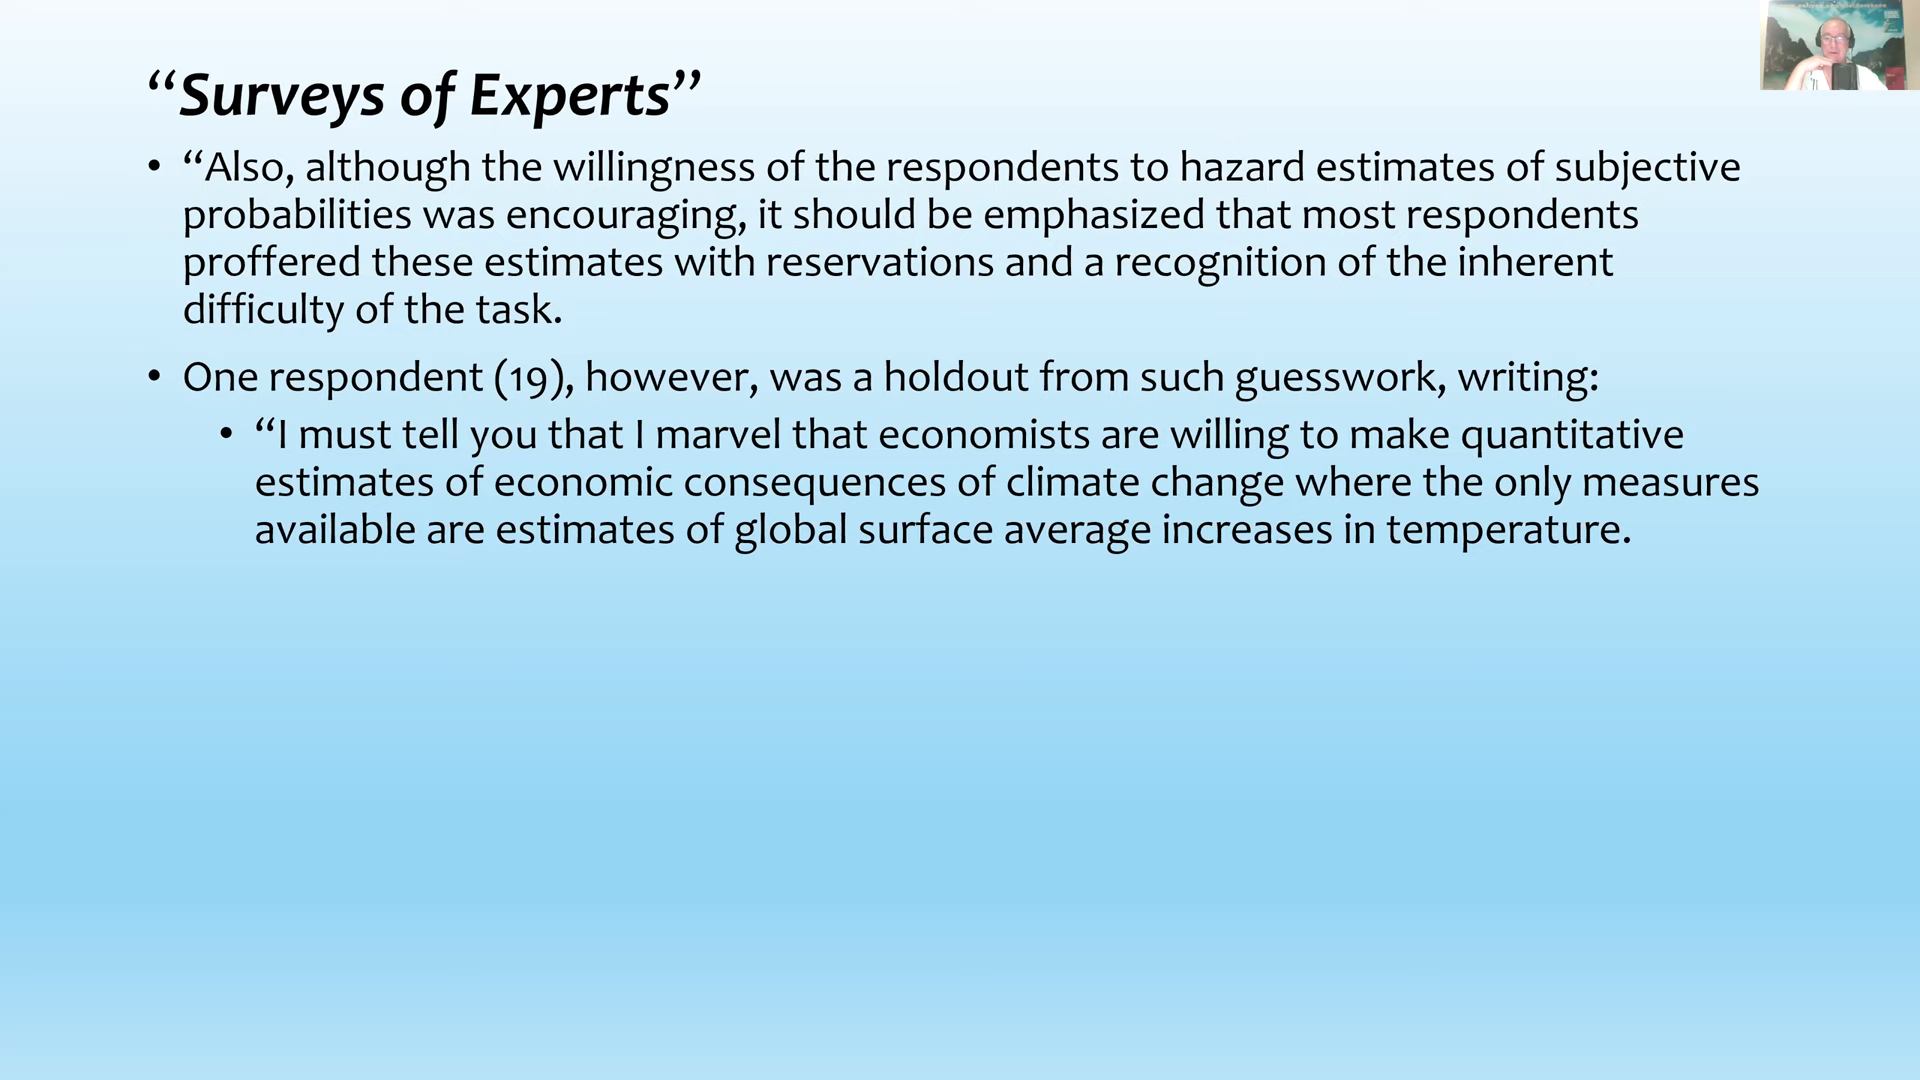 “Surveys of Experts”
• “Also, although the willingness of the respondents to hazard estimates of subjective
probabilities was encouraging, it should be emphasized that most respondents
proffered these estimates with reservations and a recognition of the inherent
difficulty of the task.
• One respondent (19), however, was a holdout from such guesswork, writing:
• “I must tell you that I marvel that economists are willing to make quantitative
estimates of economic consequences of climate change where the only measures
available are estimates of global surface average increases in temperature.